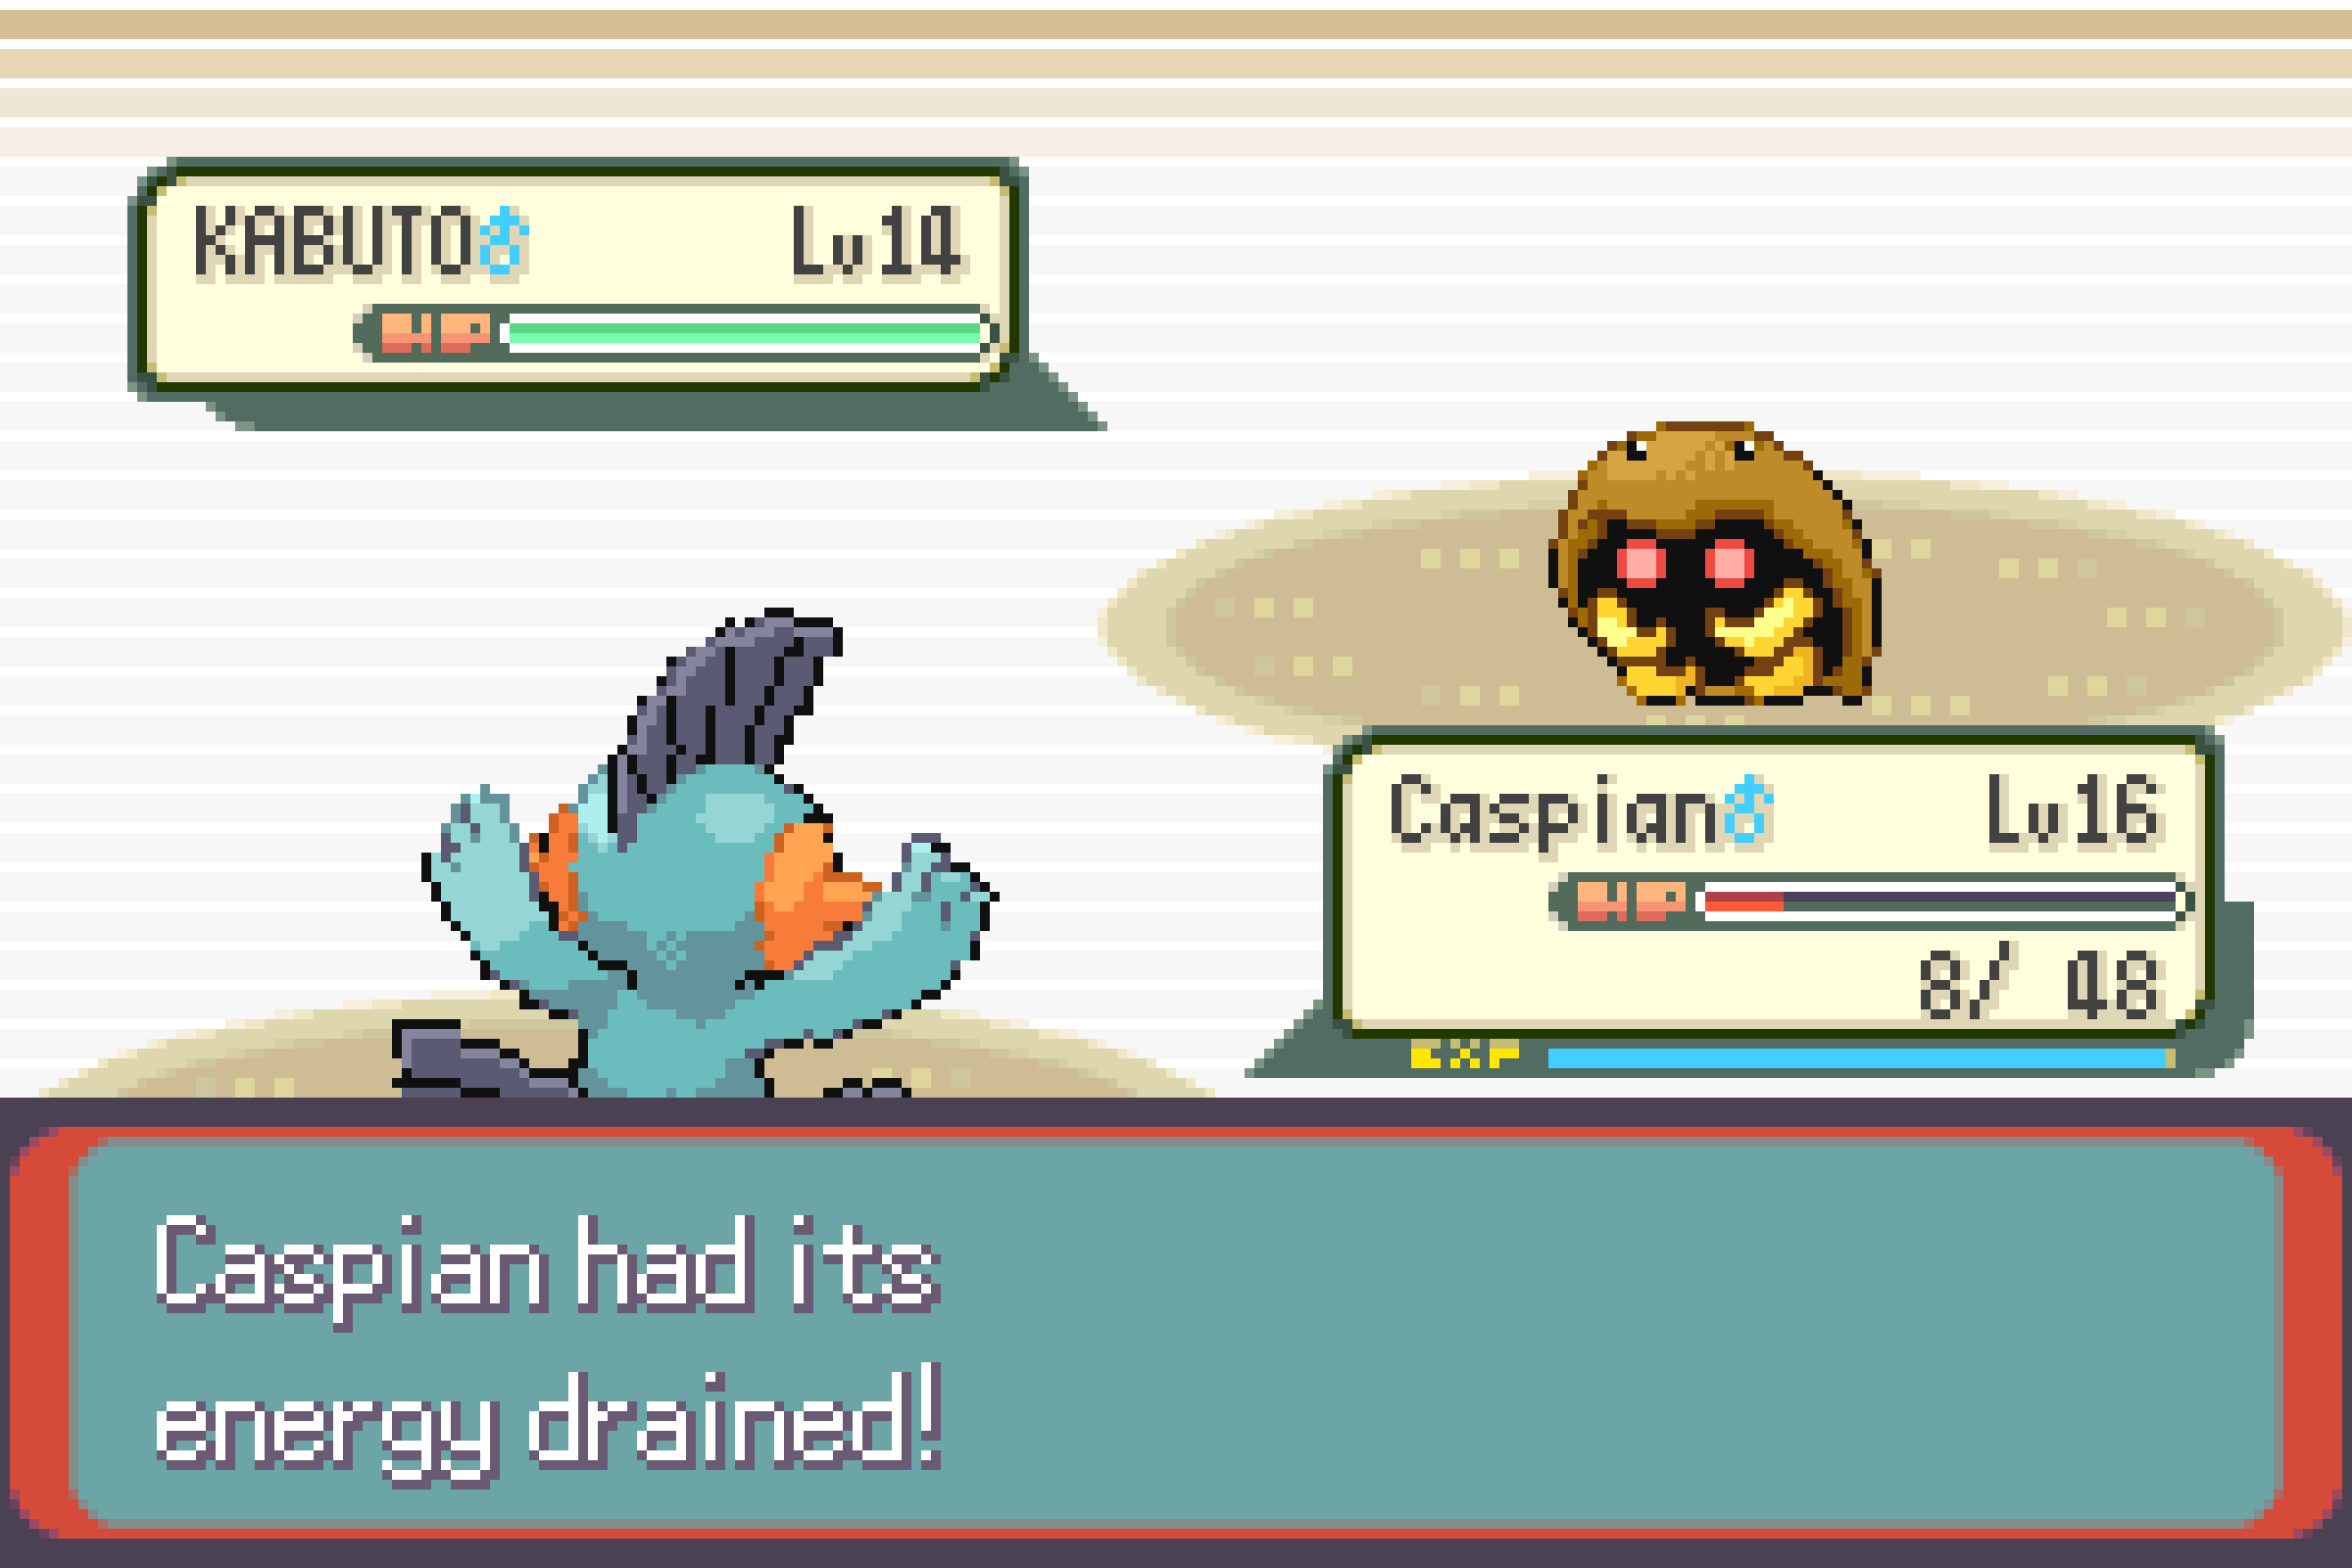 KABUTO♂ Lv14
HP
Caspian♂ Lv16
HP
8/ 48
EXP
Caspian had its
energy drained!